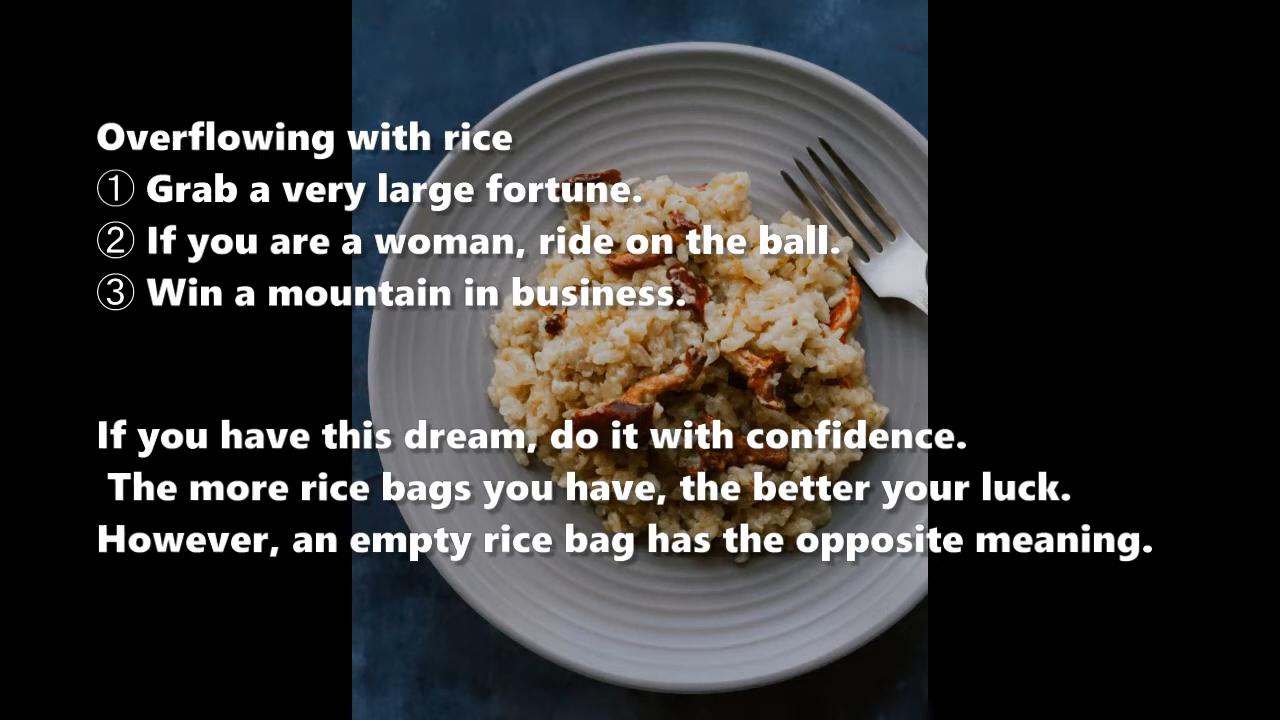 Overflowing with rice
① Grab a very large fortune.
② If you are a woman, ride on the ball.
③ Win a mountain in business.
If you have this dream, do it with confidence.
The more rice bags you have, the better your luck.
However, an empty rice bag has the opposite meaning.